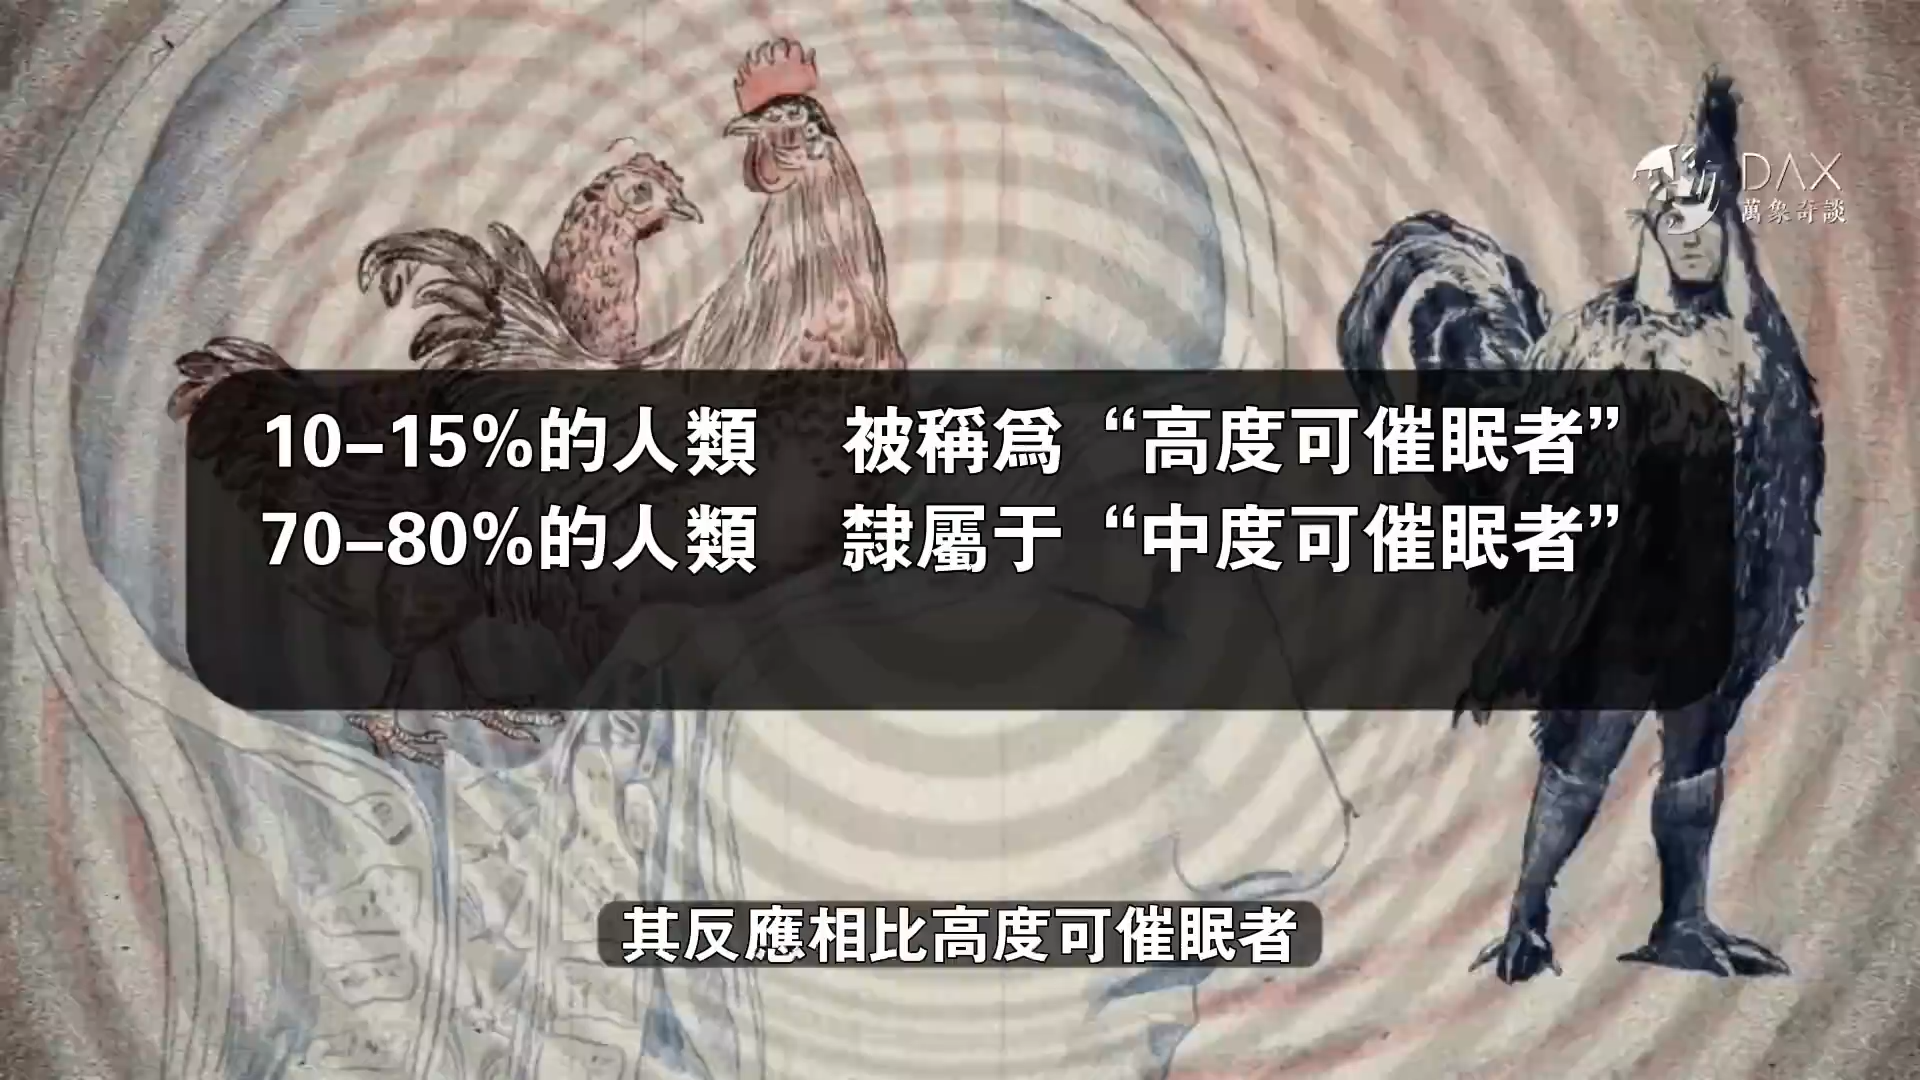 DAX
萬象奇談
10-15%的人類　被稱爲“高度可催眠者”
70-80%的人類　隸屬于“中度可催眠者”
其反應相比高度可催眠者